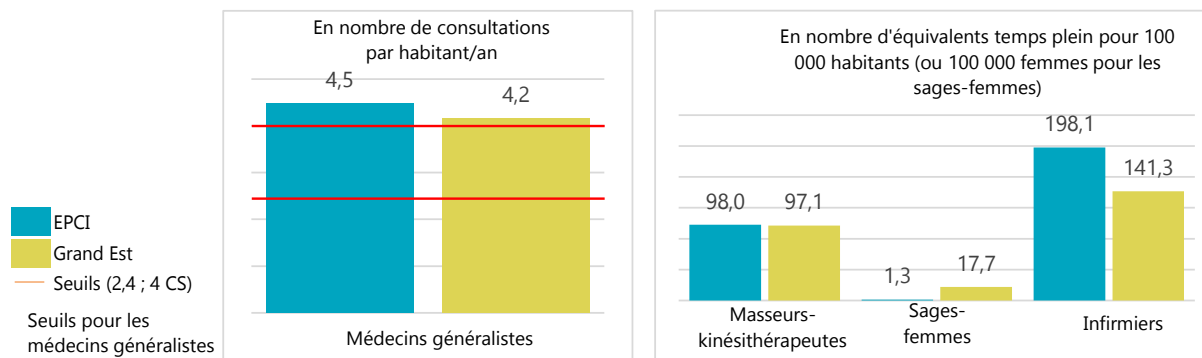 En nombre de consultations
par habitant/an
4,5
4,2
Médecins généralistes
EPCI
Grand Est
Seuils (2,4 ; 4 CS)
Seuils pour les
médecins généralistes
En nombre d'équivalents temps plein pour 100
000 habitants (ou 100 000 femmes pour les
sages-femmes)
98,0
97,1
1,3
17,7
198,1
141,3
Masseurs-
kinésithérapeutes
Sages-
femmes
Infirmiers